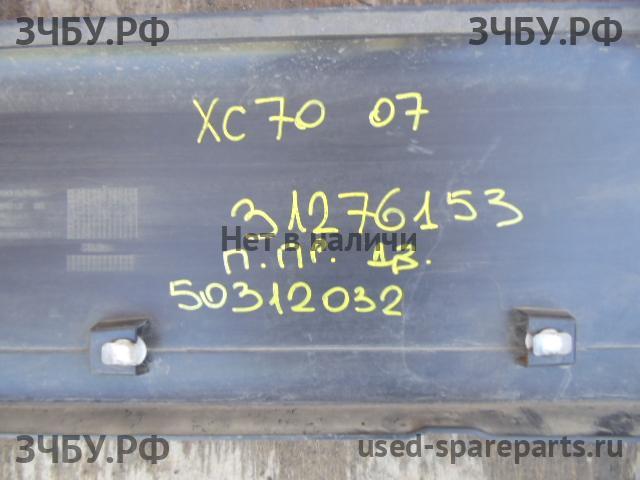 ЗЧБУ.РФ ЗЧБУ.РФ
XC70 07
31276153
Нет в наличи
П.ПР. дв.
50312032
ЗЧБУ.РФ used-spareparts.ru